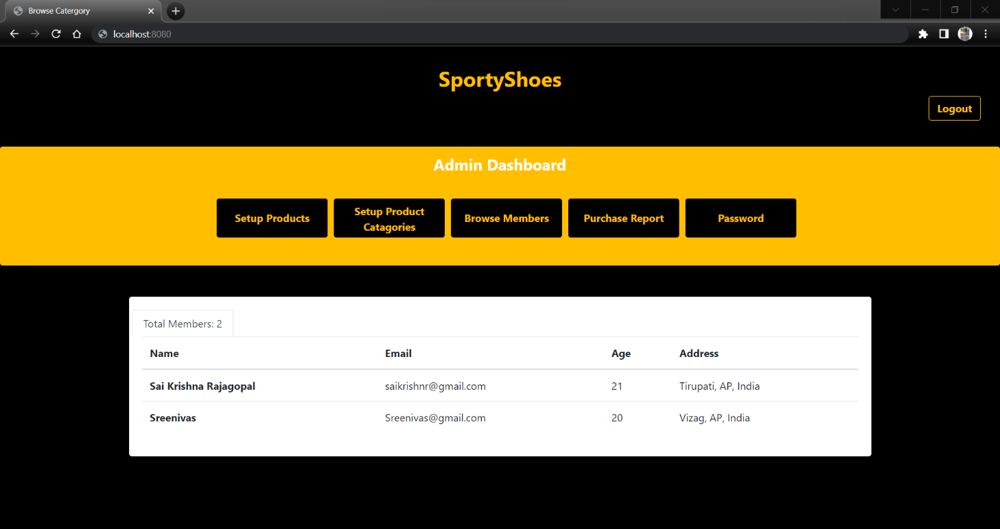 Browse Catergory
localhost:8080
SportyShoes
Logout
Admin Dashboard
Setup Products
Setup Product
Catagories
Browse Members
Purchase Report
Password
Total Members: 2
Name Email Age Address
Sai Krishna Rajagopal saikrishnr@gmail.com 21 Tirupati, AP, India
Sreenivas Sreenivas@gmail.com 20 Vizag, AP, India